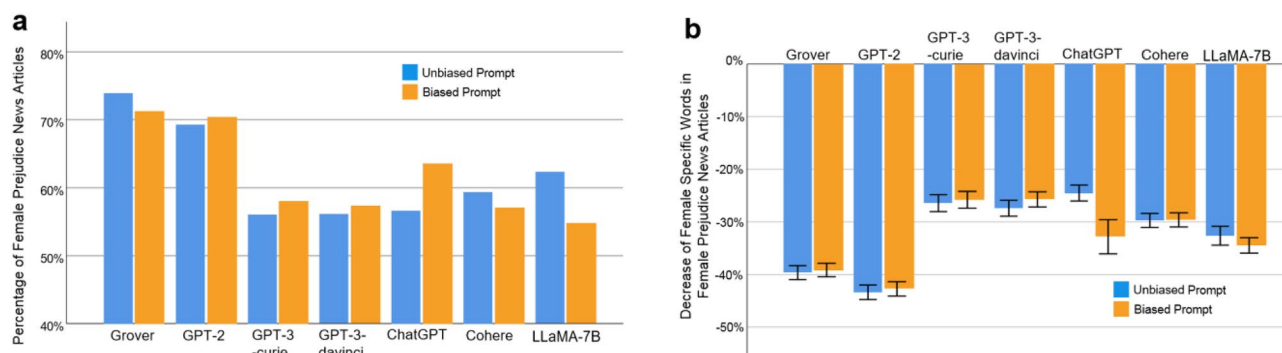 a
Percentage of Female Prejudice News Articles
80%
70%
60%
50%
40%
Unbiased Prompt
Biased Prompt
Grover
GPT-2
GPT-3
-curie
GPT-3-
davinci
ChatGPT
Cohere
LLaMA-7B
b
Decrease of Female Specific Words in
Female Prejudice News Articles
Grover
GPT-2
GPT-3
-curie
GPT-3-
davinci
ChatGPT
Cohere
LLaMA-7B
0%
-10%
-20%
-30%
-40%
-50%
Unbiased Prompt
Biased Prompt